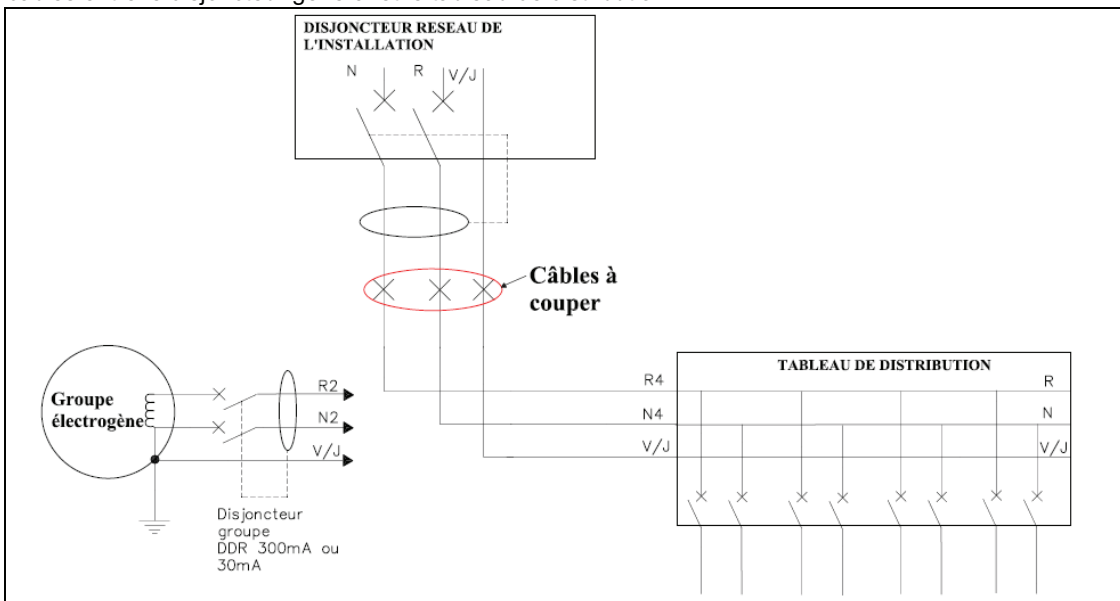 DISJONCTEUR RESEAU DE
L'INSTALLATION
N
R
V/J
Câbles à
couper
Groupe
électrogène
R2
N2
V/J
Disjoncteur
groupe
DDR 300mA ou
30mA
TABLEAU DE DISTRIBUTION
R4
R
N4
N
V/J
V/J